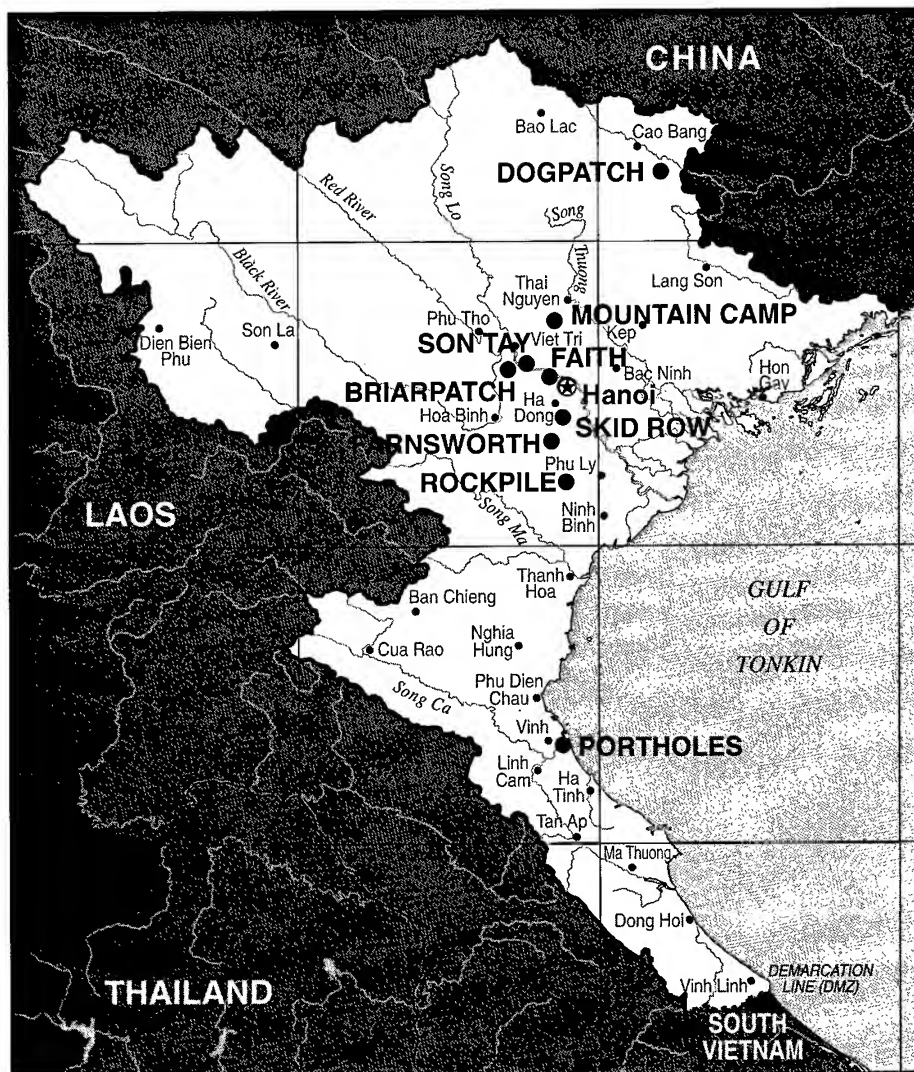 CHINA
Bao Lac
Cao Bang
DOGPATCH
Song Lo
Red River
Song
Thuong
Black River
Lang Son
Thai
Nguyen
MOUNTAIN CAMP
Phu Tho
Kep
Dien Bien
Phu
Son La
SON TAY
Viet Tri
FAITH
Bac Ninh
Hon
Gay
BRIARPATCH
Hanoi
Ha
Dong
Hoa Binh
SKID ROW
RNSWORTH
Phu Ly
ROCKPILE
LAOS
Song Ma
Ninh
Binh
Thanh
Hoa
GULF
OF
TONKIN
Ban Chieng
Nghia
Hung
Cua Rao
Song Ca
Phu Dien
Chau
Vinh
PORTHOLES
Linh
Cam
Ha
Tinh
Tan Ap
Ma Thuong
Dong Hoi
THAILAND
Vinh Linh
DEMARCATION
LINE (DMZ)
SOUTH
VIETNAM